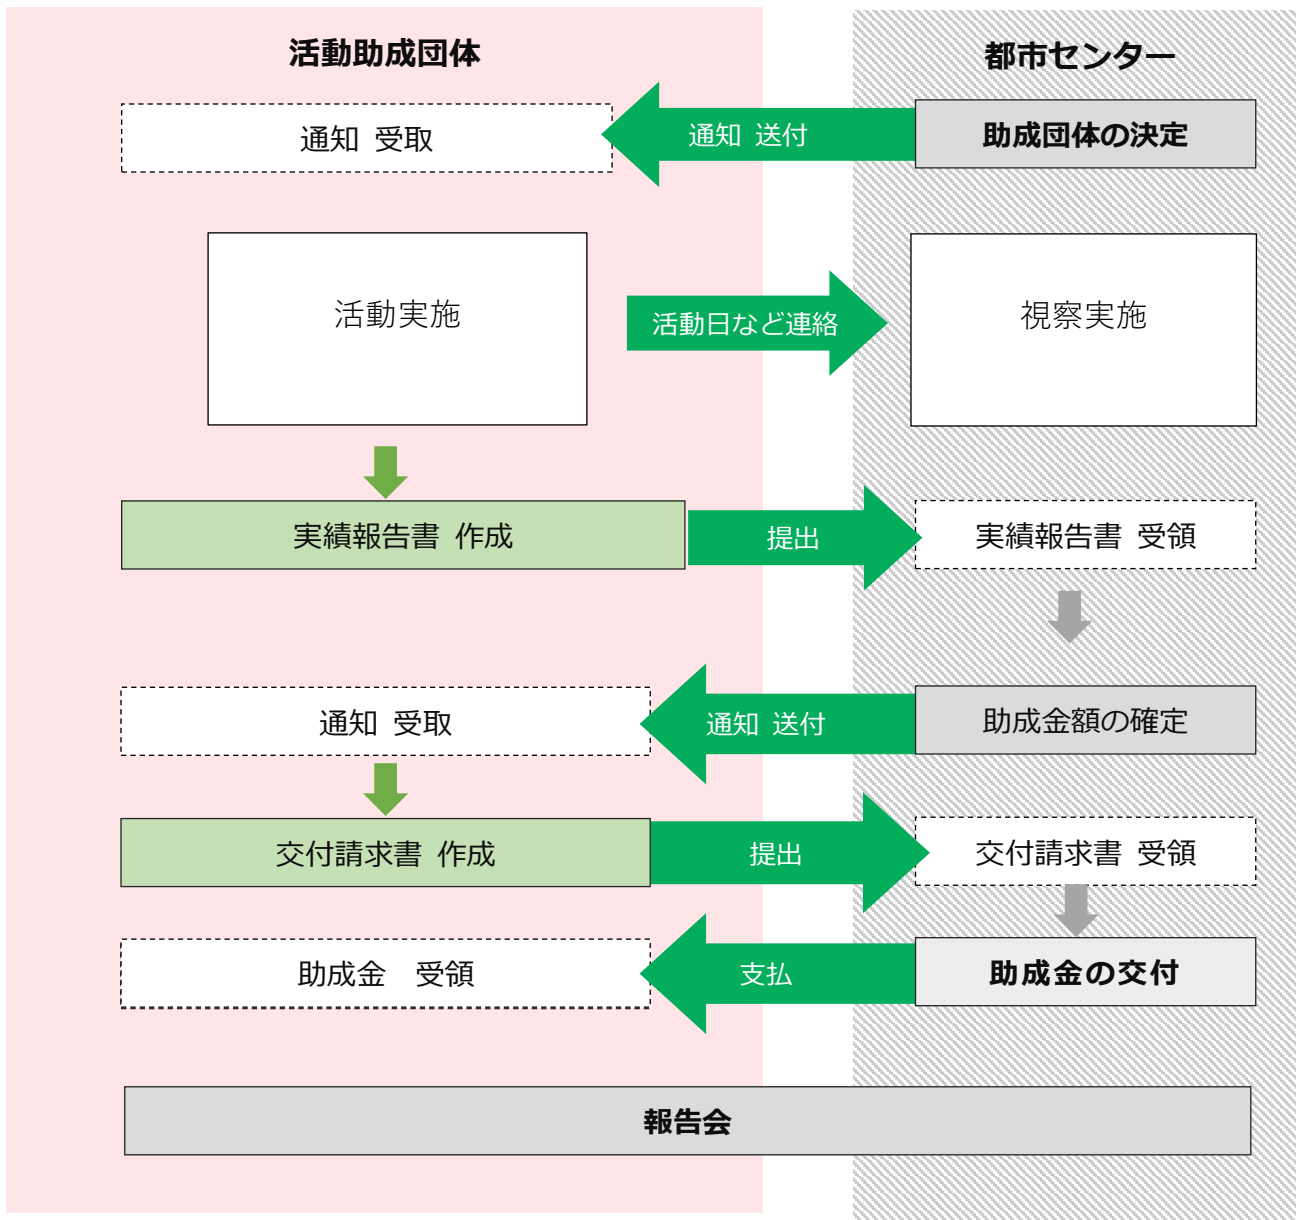 活動助成団体
都市センター
通知 受取
通知 送付
助成団体の決定
活動実施
活動日など連絡
視察実施
実績報告書 作成
提出
実績報告書 受領
通知 受取
通知 送付
助成金額の確定
交付請求書 作成
提出
交付請求書 受領
助成金　受領
支払
助成金の交付
報告会